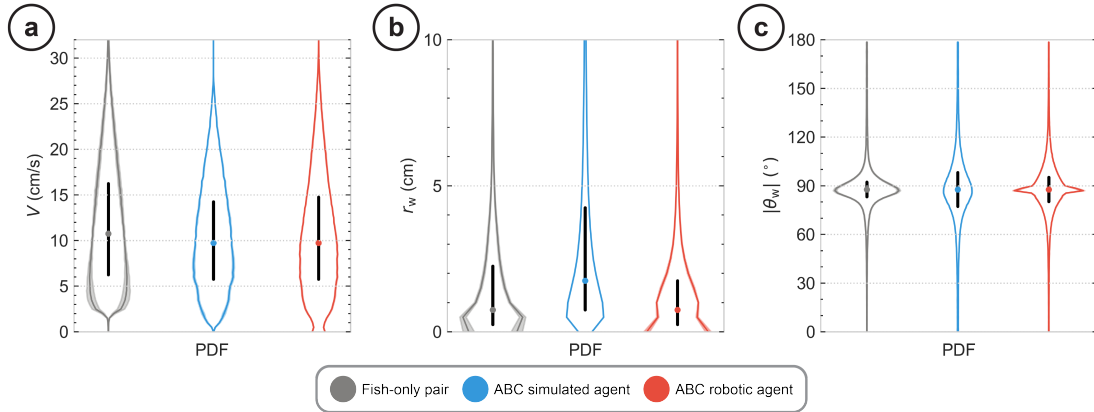 a
b
c
V (cm/s)
30
25
20
15
10
5
0
PDF
r_w (cm)
10
5
0
PDF
|θ_w| (°)
180
150
120
90
60
30
0
PDF
Fish-only pair
ABC simulated agent
ABC robotic agent